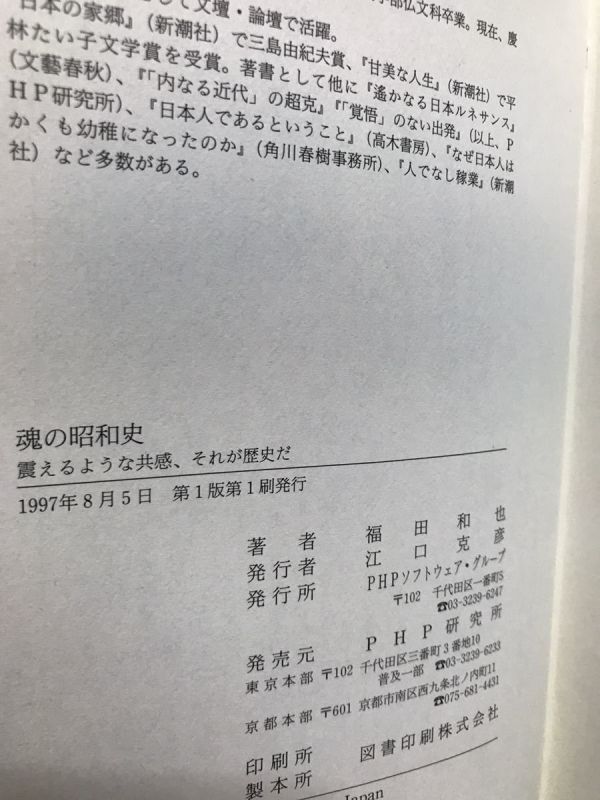 部仏文科卒業。現在、慶
して文壇・論壇で活躍。
日本の家郷』（新潮社）で三島由紀夫賞、『甘美な人生』（新潮社）で平
林たい子文学賞を受賞。著書として他に『遙かなる日本ルネサンス』
（文藝春秋）、『「内なる近代」の超克』『「覚悟」のない出発』（以上、P
HP研究所）、『日本人であるということ』（高木書房）、『なぜ日本人は
かくも幼稚になったのか』（角川春樹事務所）、『人でなし稼業』（新潮
社）など多数がある。
魂の昭和史
震えるような共感、それが歴史だ
1997年8月5日 第1版第1刷発行
著者 福田和也
発行者 江口克彦
発行所 PHPソフトウェア・グループ
〒102 千代田区一番町5
☎03-3239-6247
発売元 PHP研究所
東京本部 〒102 千代田区三番町3番地10
普及一部 ☎03-3239-6233
京都本部 〒601 京都市南区西九条北ノ内町11
☎075-681-4431
印刷所 図書印刷株式会社
製本所
Japan